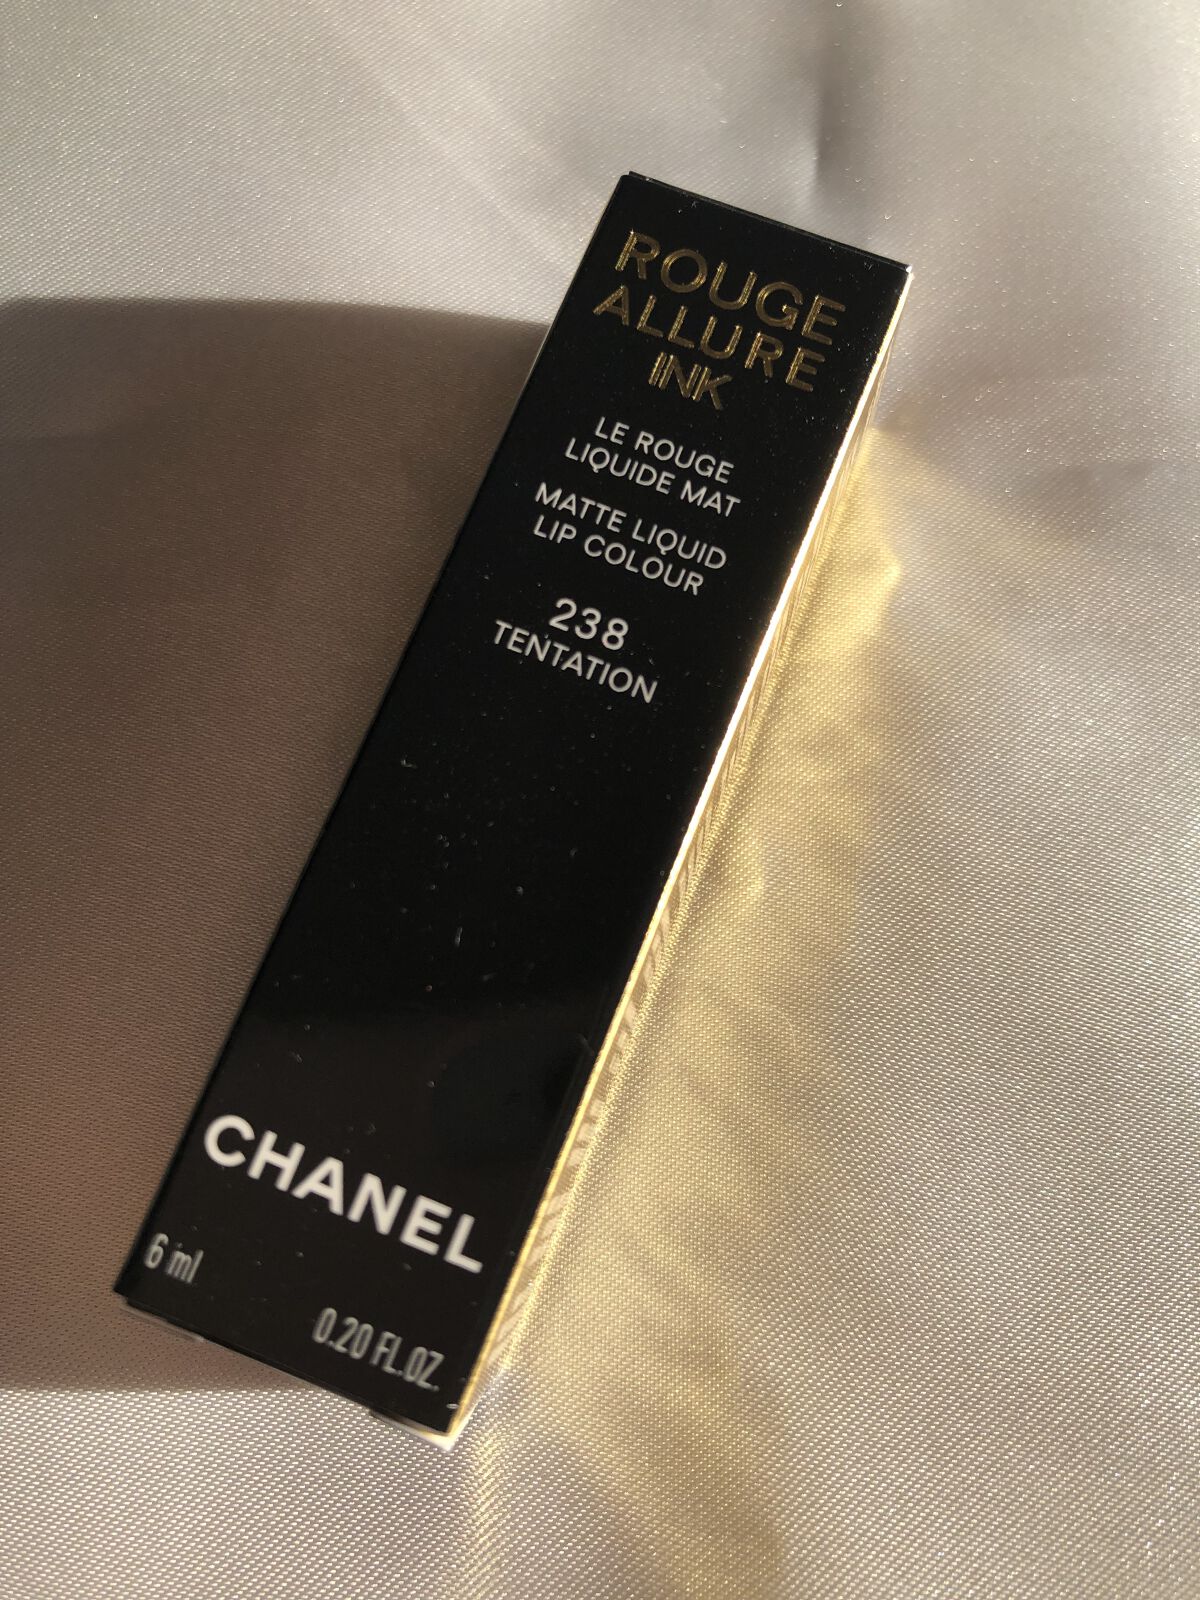 ROUGE
ALLURE
INK
LE ROUGE
LIQUIDE MAT
MATTE LIQUID
LIP COLOUR
238
TENTATION
CHANEL
6 ml
0.20 FL.OZ.